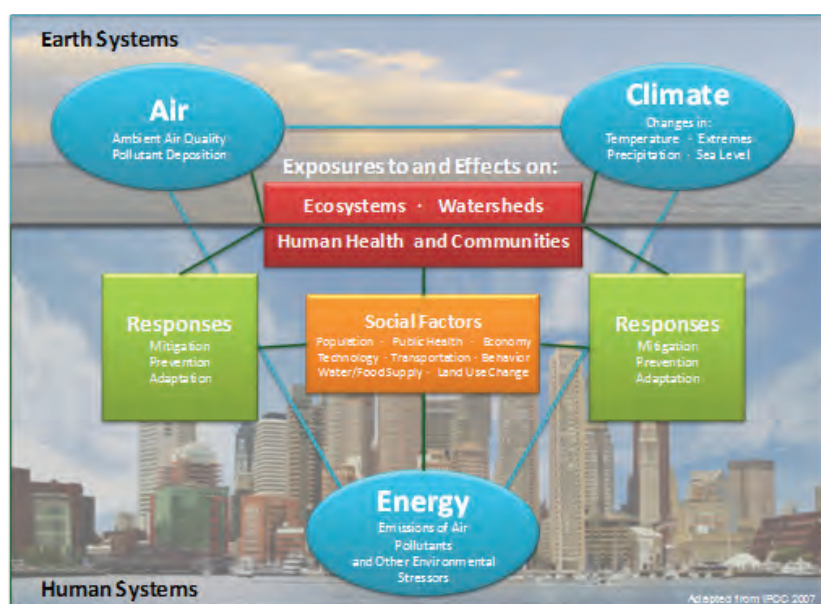 Earth Systems
Air
Ambient Air Quality
Pollutant Deposition
Climate
Changes in:
Temperature · Extremes
Precipitation · Sea Level
Exposures to and Effects on:
Ecosystems · Watersheds
Human Health and Communities
Responses
Mitigation
Prevention
Adaptation
Social Factors
Population · Public Health · Economy
Technology · Transportation · Behavior
Water/Food Supply · Land Use Change
Responses
Mitigation
Prevention
Adaptation
Energy
Emissions of Air
Pollutants
and Other Environmental
Stressors
Human Systems
Adapted from IPCC 2007